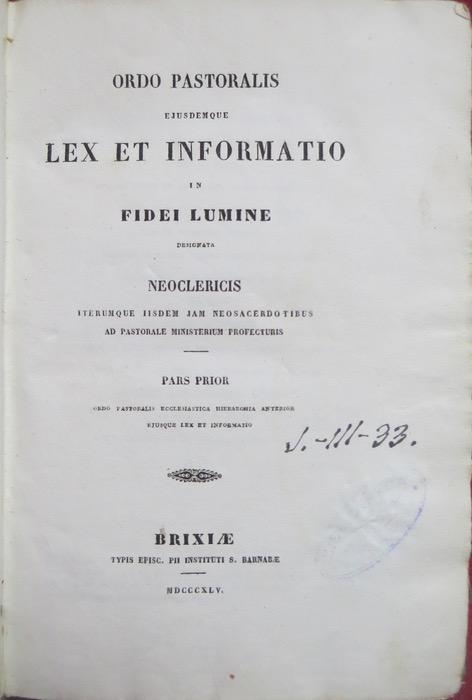 ORDO PASTORALIS
EJUSDEMQUE
LEX ET INFORMATIO
IN
FIDEI LUMINE
DESIGNATA
NEOCLERICIS
ITERUMQUE IISDEM JAM NEOSACERDOTIBUS
AD PASTORALE MINISTERIUM PROFECTURIS
PARS PRIOR
ORDO PASTORALIS ECCLESIASTICA HIERARCHIA ANTERIOR
EJUSQUE LEX ET INFORMATIO
S.-III-33.
BRIXIÆ
TYPIS EPISC. PII INSTITUTI S. BARNABÆ
MDCCCXLV.